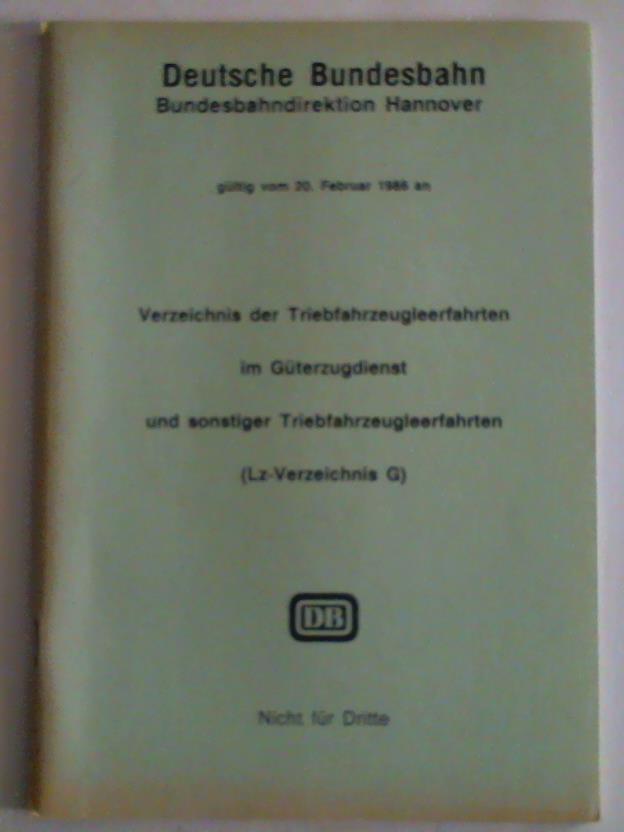 Deutsche Bundesbahn
Bundesbahndirektion Hannover
gültig vom 20. Februar 1986 an
Verzeichnis der Triebfahrzeugleerfahrten
im Güterzugdienst
und sonstiger Triebfahrzeugleerfahrten
(Lz-Verzeichnis G)
DB
Nicht für Dritte